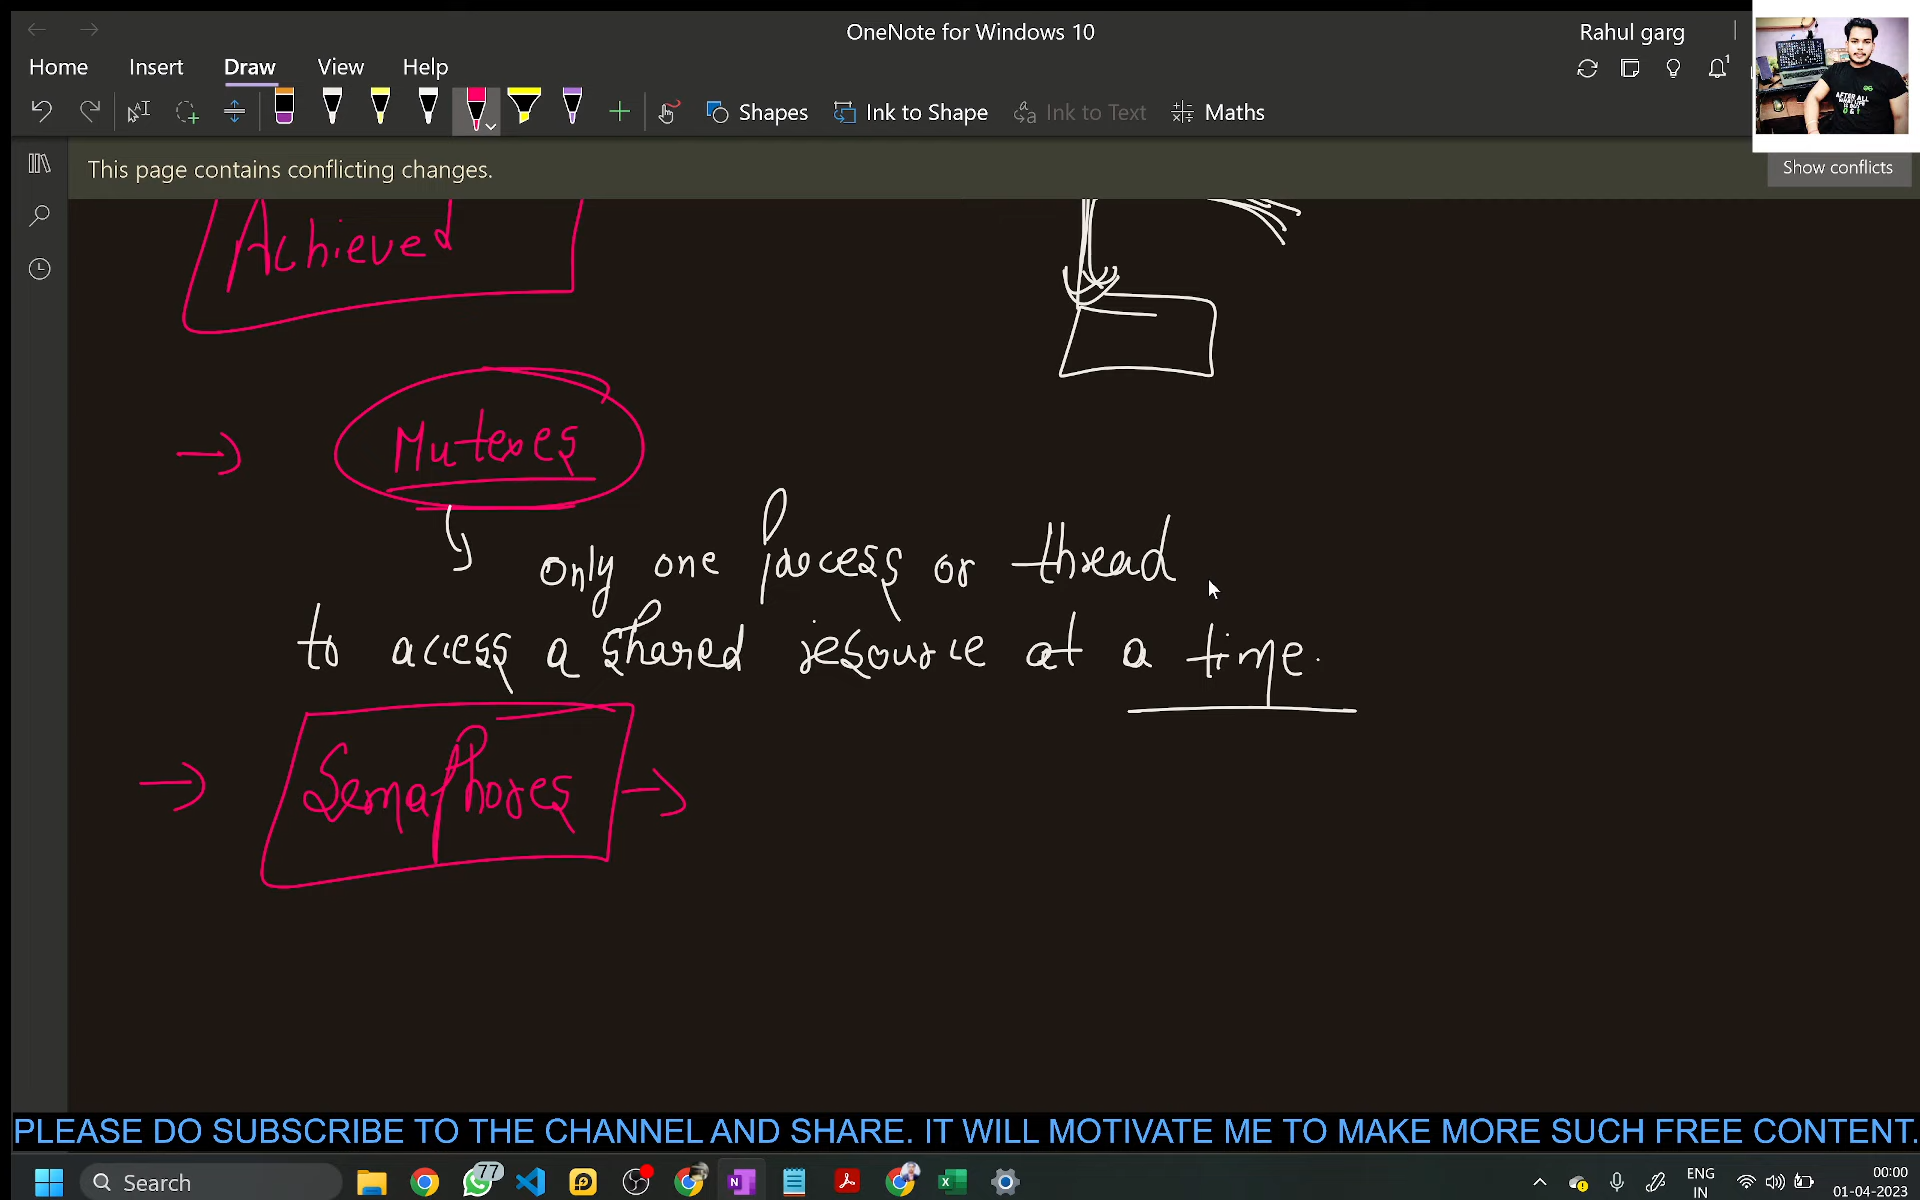 OneNote for Windows 10
Rahul garg
Home Insert Draw View Help
Shapes Ink to Shape Ink to Text Maths
This page contains conflicting changes.
Show conflicts
Achieved
→ Mutexes
only one process or thread
to access a shared resource at a time.
→ Semaphores →
PLEASE DO SUBSCRIBE TO THE CHANNEL AND SHARE. IT WILL MOTIVATE ME TO MAKE MORE SUCH FREE CONTENT.
Search
77
ENG
IN
00:00
01-04-2023